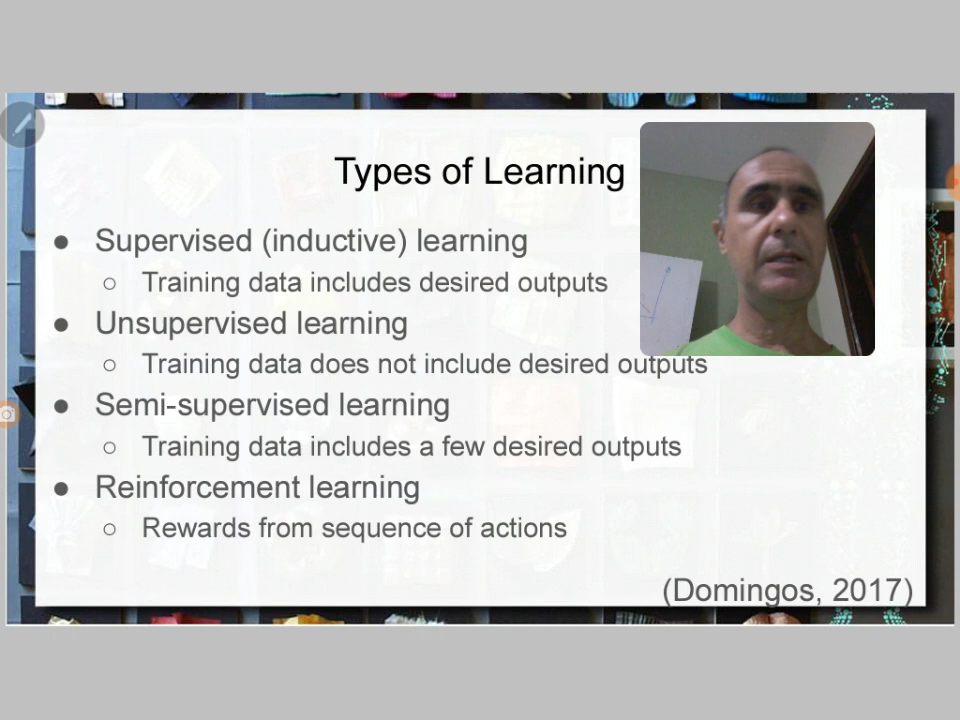 Types of Learning
● Supervised (inductive) learning
○ Training data includes desired outputs
● Unsupervised learning
○ Training data does not include desired outputs
● Semi-supervised learning
○ Training data includes a few desired outputs
● Reinforcement learning
○ Rewards from sequence of actions
(Domingos, 2017)